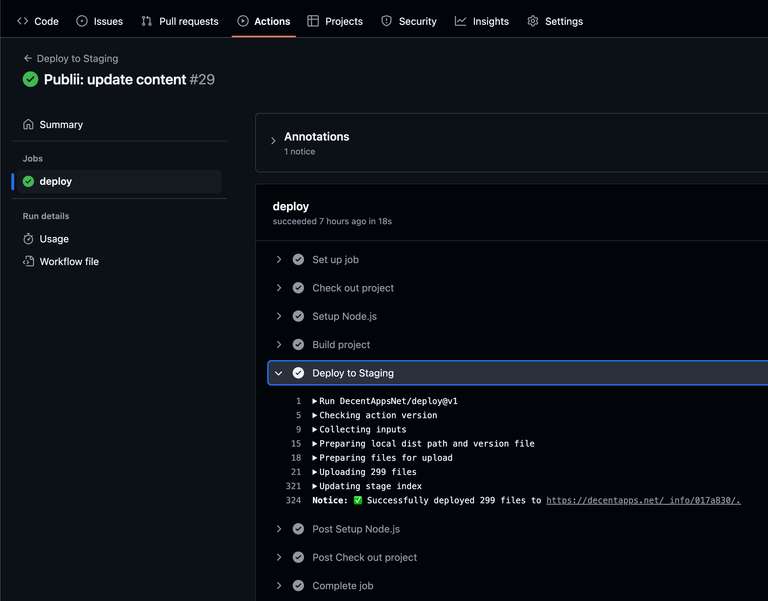 Code Issues Pull requests Actions Projects Security Insights Settings
Deploy to Staging
Publii: update content #29
Summary
Jobs
deploy
Run details
Usage
Workflow file
Annotations
1 notice
deploy
succeeded 7 hours ago in 18s
Set up job
Check out project
Setup Node.js
Build project
Deploy to Staging
1 Run DecentAppsNet/deploy@v1
5 Checking action version
9 Collecting inputs
15 Preparing local dist path and version file
18 Preparing files for upload
21 Uploading 299 files
321 Updating stage index
324 Notice: ✅ Successfully deployed 299 files to https://decentapps.net/_info/017a830/.
Post Setup Node.js
Post Check out project
Complete job